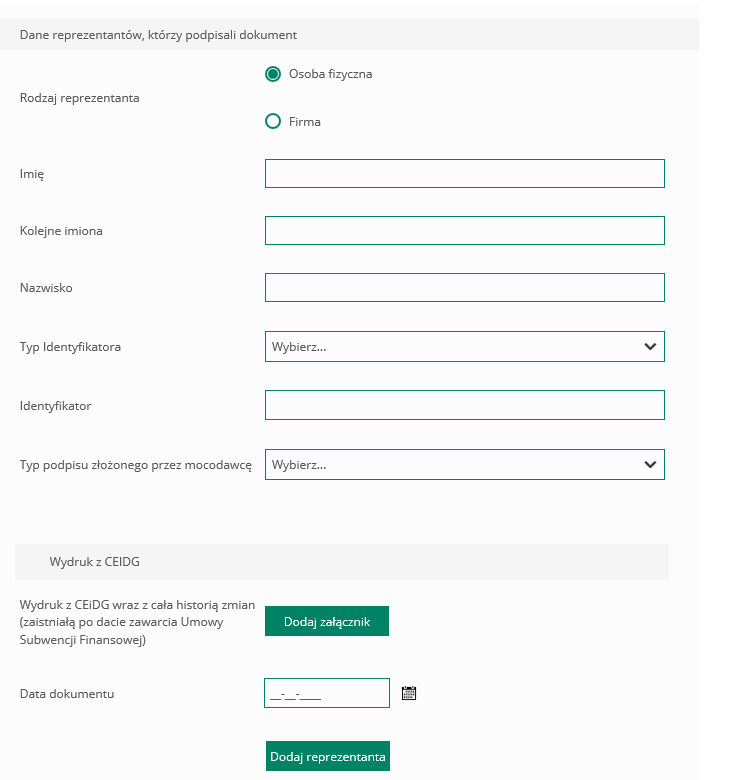 Dane reprezentantów, którzy podpisali dokument
Osoba fizyczna
Rodzaj reprezentanta
Firma
Imię
Kolejne imiona
Nazwisko
Typ Identyfikatora Wybierz...
Identyfikator
Typ podpisu złożonego przez mocodawcę Wybierz...
Wydruk z CEIDG
Wydruk z CEiDG wraz z cała historią zmian
(zaistniałą po dacie zawarcia Umowy
Subwencji Finansowej)
Dodaj załącznik
Data dokumentu __-__-____
Dodaj reprezentanta